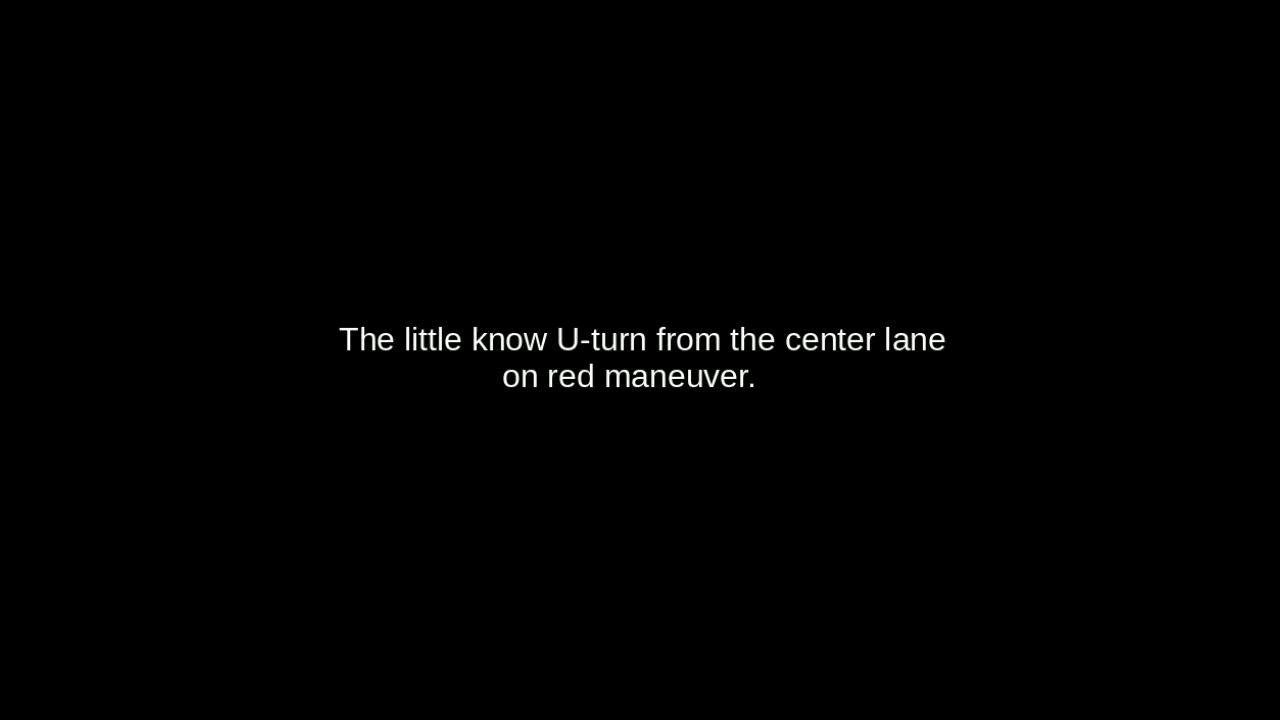 The little know U-turn from the center lane
on red maneuver.